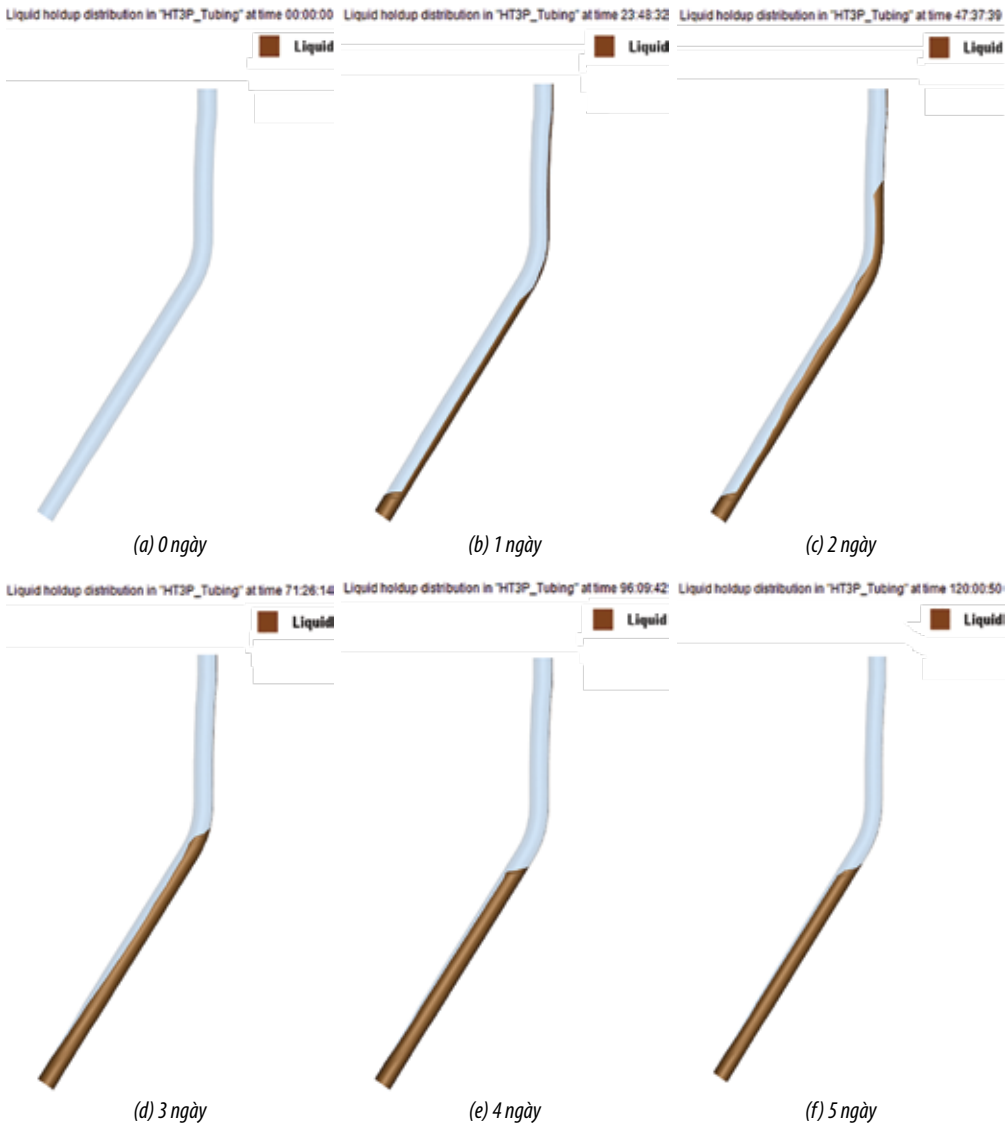 Liquid holdup distribution in "HT3P_Tubing" at time 00:00:00
Liquid
(a) 0 ngày
Liquid holdup distribution in "HT3P_Tubing" at time 23:48:32
Liquid
(b) 1 ngày
Liquid holdup distribution in "HT3P_Tubing" at time 47:37:39
Liquid
(c) 2 ngày
Liquid holdup distribution in "HT3P_Tubing" at time 71:26:14
Liquid
(d) 3 ngày
Liquid holdup distribution in "HT3P_Tubing" at time 96:09:42
Liquid
(e) 4 ngày
Liquid holdup distribution in "HT3P_Tubing" at time 120:00:50
Liquid
(f) 5 ngày